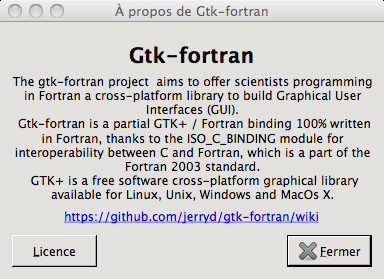 À propos de Gtk-fortran
Gtk-fortran
The gtk-fortran project  aims to offer scientists programming
in Fortran a cross-platform library to build Graphical User
Interfaces (GUI).
Gtk-fortran is a partial GTK+ / Fortran binding 100% written
in Fortran, thanks to the ISO_C_BINDING module for
interoperability between C and Fortran, which is a part of the
Fortran 2003 standard.
GTK+ is a free software cross-platform graphical library
available for Linux, Unix, Windows and MacOs X.
https://github.com/jerryd/gtk-fortran/wiki
Licence
Fermer